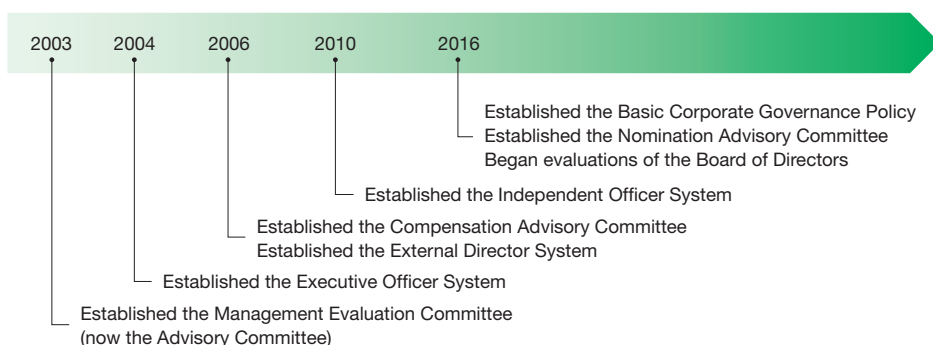 2003 2004 2006 2010 2016
Established the Basic Corporate Governance Policy
Established the Nomination Advisory Committee
Began evaluations of the Board of Directors
Established the Independent Officer System
Established the Compensation Advisory Committee
Established the External Director System
Established the Executive Officer System
Established the Management Evaluation Committee
(now the Advisory Committee)